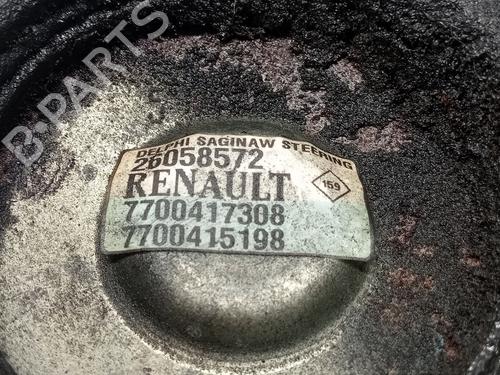 B-PARTS
DELPHI SAGINAW STEERING
26058572
RENAULT
159
7700417308
7700415198